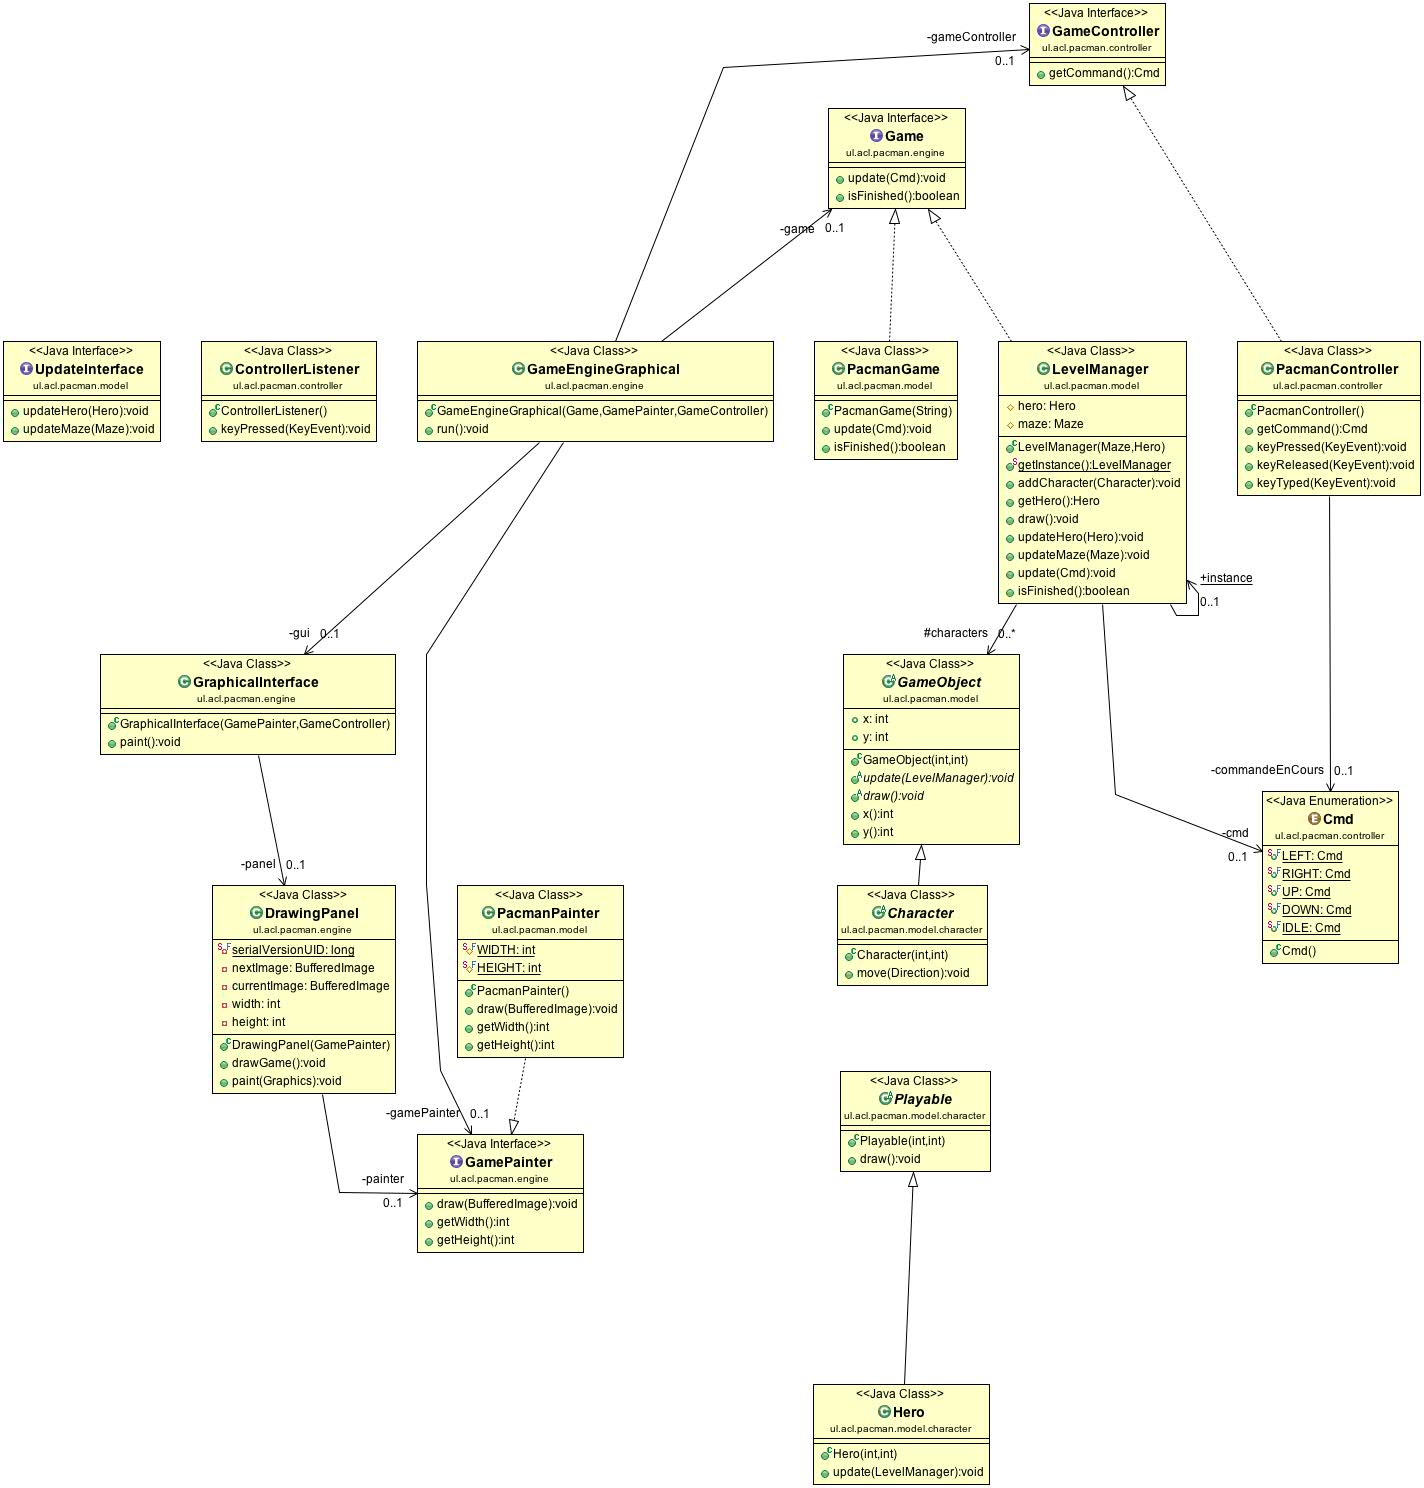 <<Java Interface>>
GameController
ul.acl.pacman.controller
getCommand():Cmd
-gameController
0..1
<<Java Interface>>
Game
ul.acl.pacman.engine
update(Cmd):void
isFinished():boolean
-game
0..1
<<Java Interface>>
UpdateInterface
ul.acl.pacman.model
updateHero(Hero):void
updateMaze(Maze):void
<<Java Class>>
ControllerListener
ul.acl.pacman.controller
ControllerListener()
keyPressed(KeyEvent):void
<<Java Class>>
GameEngineGraphical
ul.acl.pacman.engine
GameEngineGraphical(Game,GamePainter,GameController)
run():void
<<Java Class>>
PacmanGame
ul.acl.pacman.model
PacmanGame(String)
update(Cmd):void
isFinished():boolean
<<Java Class>>
LevelManager
ul.acl.pacman.model
hero: Hero
maze: Maze
LevelManager(Maze,Hero)
getInstance():LevelManager
addCharacter(Character):void
getHero():Hero
draw():void
updateHero(Hero):void
updateMaze(Maze):void
update(Cmd):void
isFinished():boolean
+instance
0..1
<<Java Class>>
PacmanController
ul.acl.pacman.controller
PacmanController()
getCommand():Cmd
keyPressed(KeyEvent):void
keyReleased(KeyEvent):void
keyTyped(KeyEvent):void
-gui
0..1
#characters
0..*
<<Java Class>>
GraphicalInterface
ul.acl.pacman.engine
GraphicalInterface(GamePainter,GameController)
paint():void
<<Java Class>>
GameObject
ul.acl.pacman.model
x: int
y: int
GameObject(int,int)
update(LevelManager):void
draw():void
x():int
y():int
-commandeEnCours
0..1
-cmd
0..1
<<Java Enumeration>>
Cmd
ul.acl.pacman.controller
LEFT: Cmd
RIGHT: Cmd
UP: Cmd
DOWN: Cmd
IDLE: Cmd
Cmd()
-panel
0..1
<<Java Class>>
DrawingPanel
ul.acl.pacman.engine
serialVersionUID: long
nextImage: BufferedImage
currentImage: BufferedImage
width: int
height: int
DrawingPanel(GamePainter)
drawGame():void
paint(Graphics):void
<<Java Class>>
PacmanPainter
ul.acl.pacman.model
WIDTH: int
HEIGHT: int
PacmanPainter()
draw(BufferedImage):void
getWidth():int
getHeight():int
<<Java Class>>
Character
ul.acl.pacman.model.character
Character(int,int)
move(Direction):void
-gamePainter
0..1
-painter
0..1
<<Java Interface>>
GamePainter
ul.acl.pacman.engine
draw(BufferedImage):void
getWidth():int
getHeight():int
<<Java Class>>
Playable
ul.acl.pacman.model.character
Playable(int,int)
draw():void
<<Java Class>>
Hero
ul.acl.pacman.model.character
Hero(int,int)
update(LevelManager):void